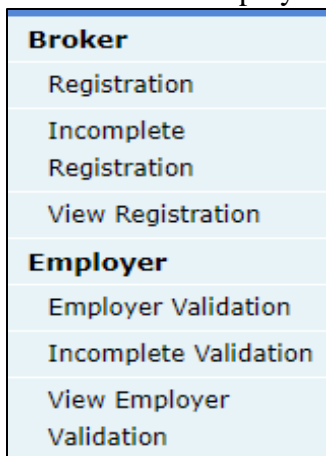 Broker
Registration
Incomplete
Registration
View Registration
Employer
Employer Validation
Incomplete Validation
View Employer
Validation